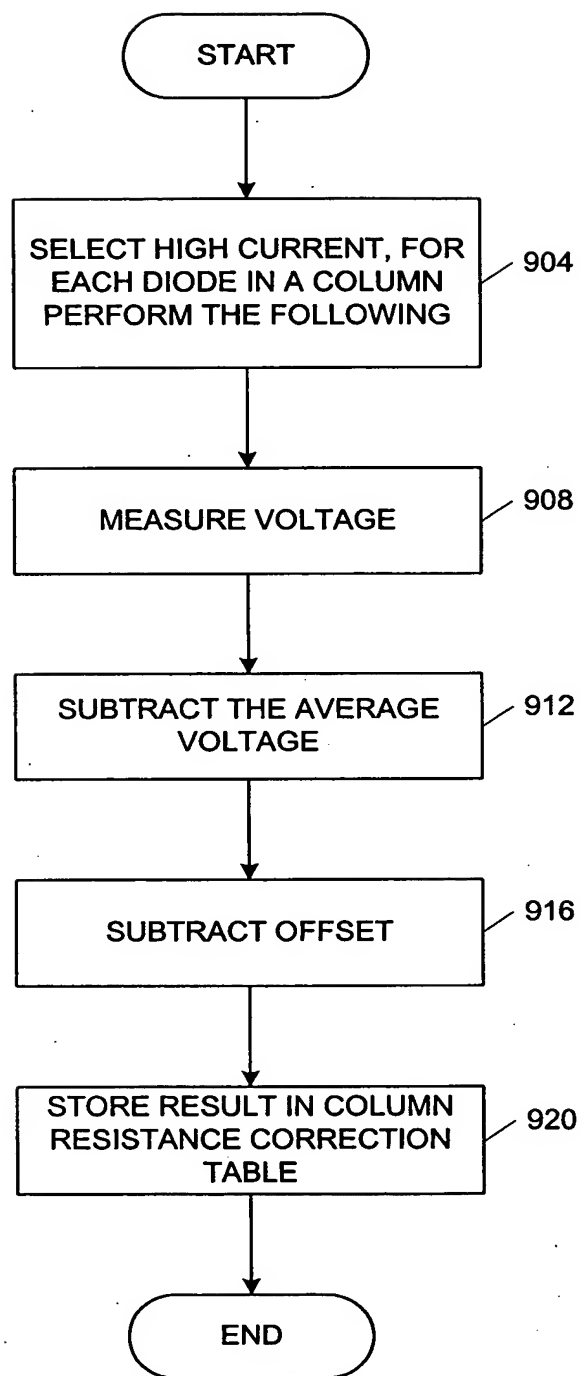 START
SELECT HIGH CURRENT, FOR
EACH DIODE IN A COLUMN
PERFORM THE FOLLOWING
904
MEASURE VOLTAGE
908
SUBTRACT THE AVERAGE
VOLTAGE
912
SUBTRACT OFFSET
916
STORE RESULT IN COLUMN
RESISTANCE CORRECTION
TABLE
920
END